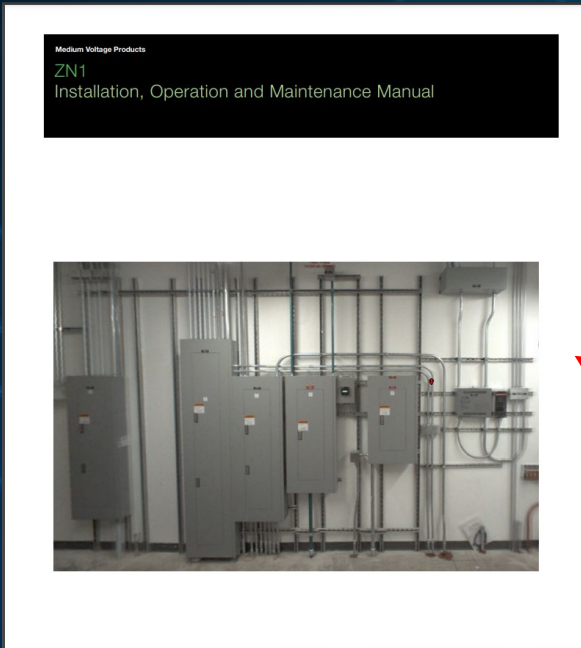 Medium Voltage Products
ZN1
Installation, Operation and Maintenance Manual